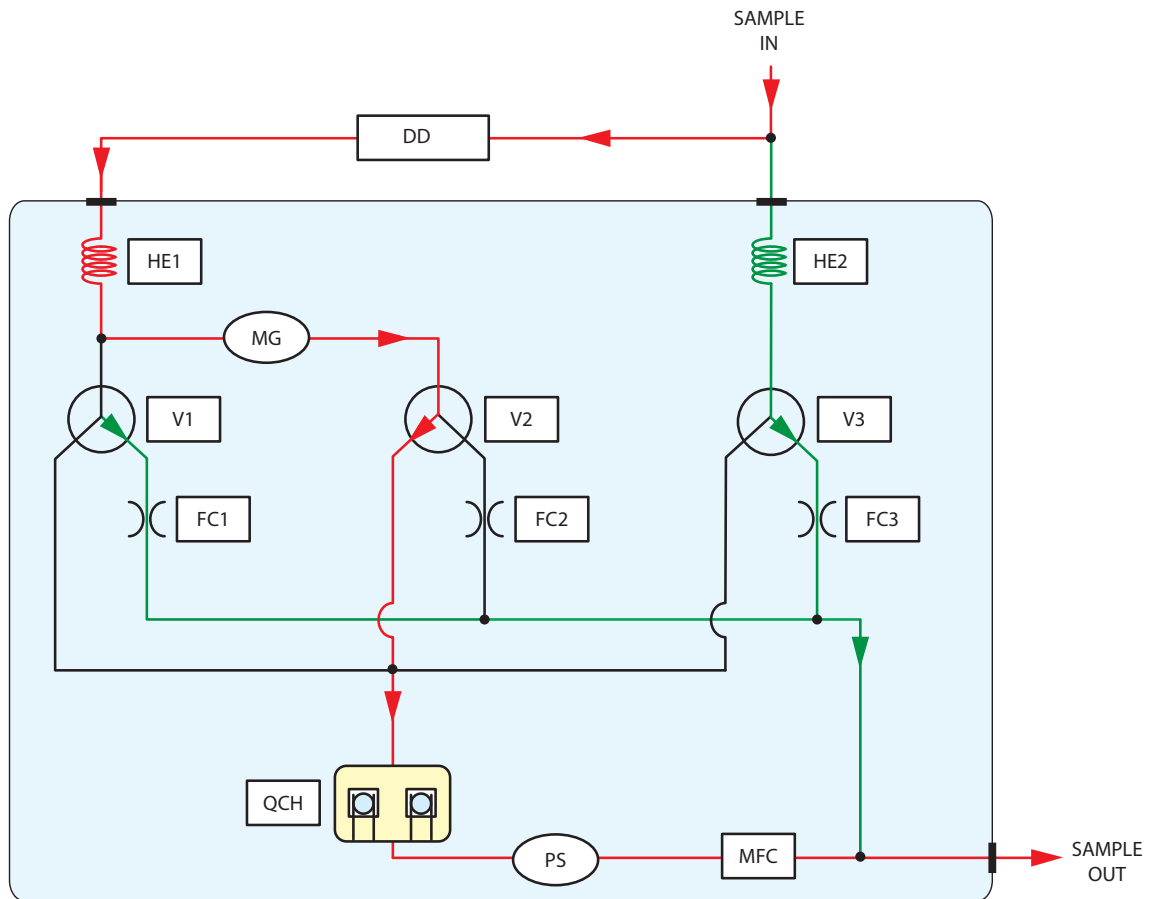 SAMPLE
IN
DD
HE1
HE2
MG
V1
V2
V3
FC1
FC2
FC3
QCH
PS
MFC
SAMPLE
OUT